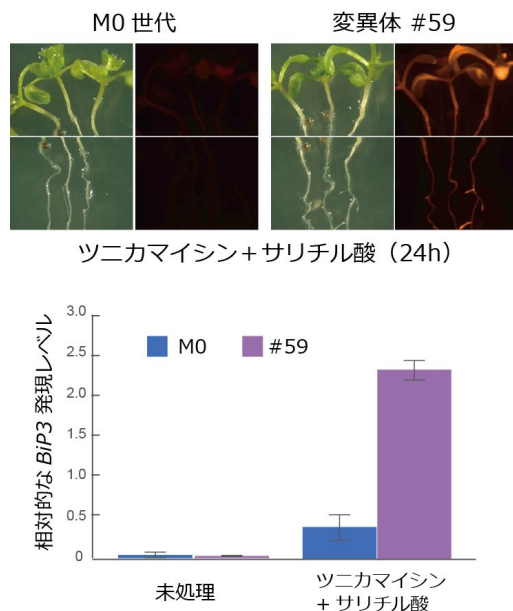 M0 世代
変異体 #59
ツニカマイシン＋サリチル酸（24h）
相対的な BiP3 発現レベル
3.0
2.5
2.0
1.5
1.0
0.5
0
M0
#59
未処理
ツニカマイシン
+ サリチル酸